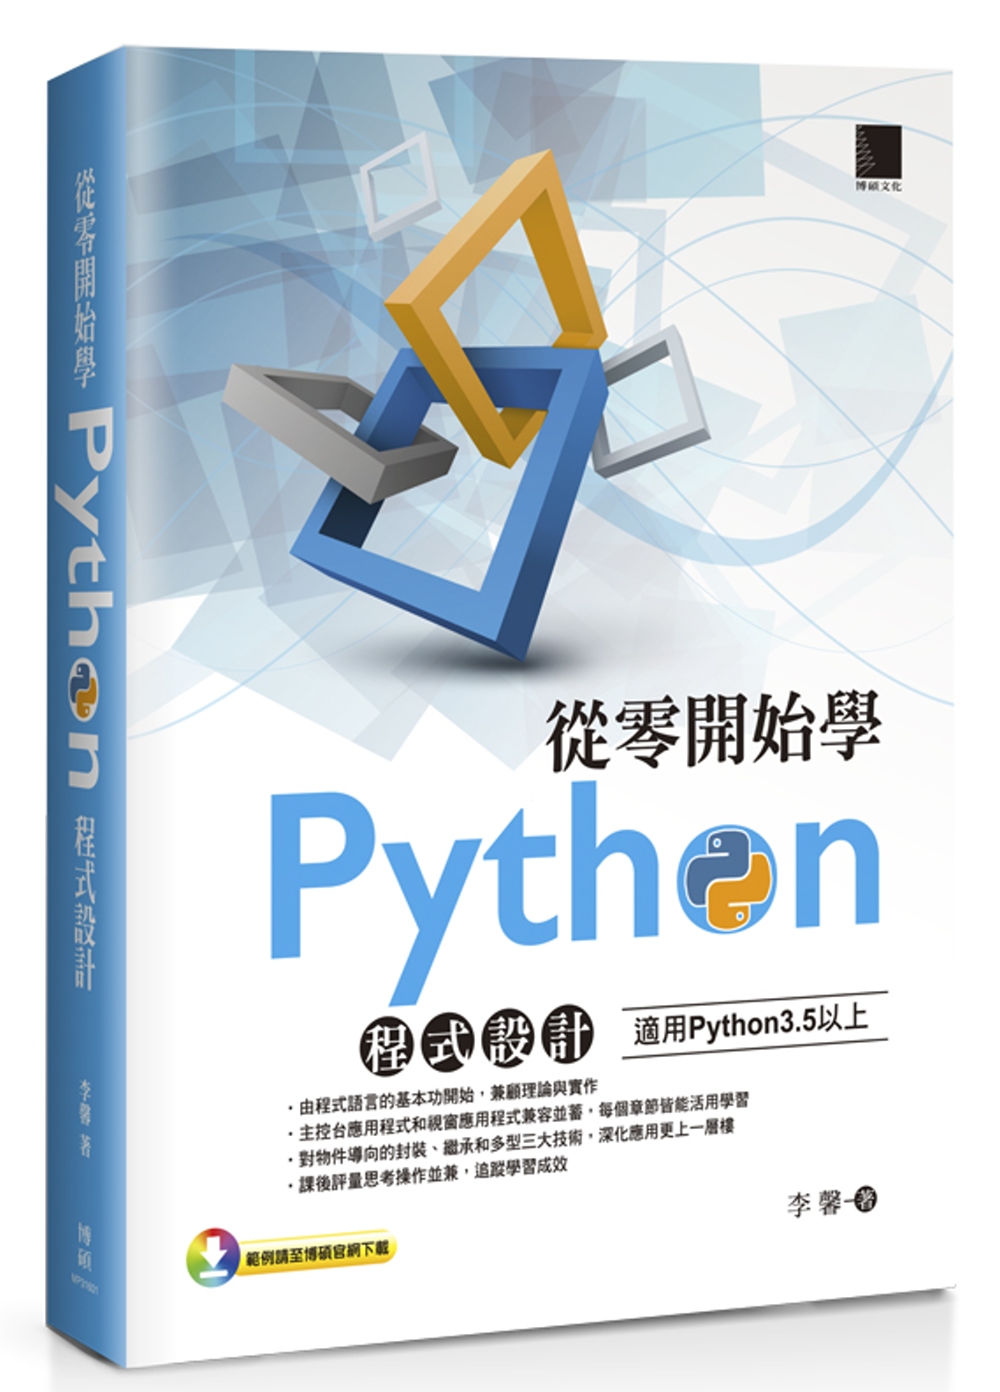 從零開始學
Python
程式設計
李馨 著
博碩
MP31601
博碩文化
從零開始學
Python
程式設計
適用Python3.5以上
・由程式語言的基本功開始，兼顧理論與實作
・主控台應用程式和視窗應用程式兼容並蓄，每個章節皆能活用學習
・對物件導向的封裝、繼承和多型三大技術，深化應用更上一層樓
・課後評量思考操作並兼，追蹤學習成效
李馨 著
範例請至博碩官網下載